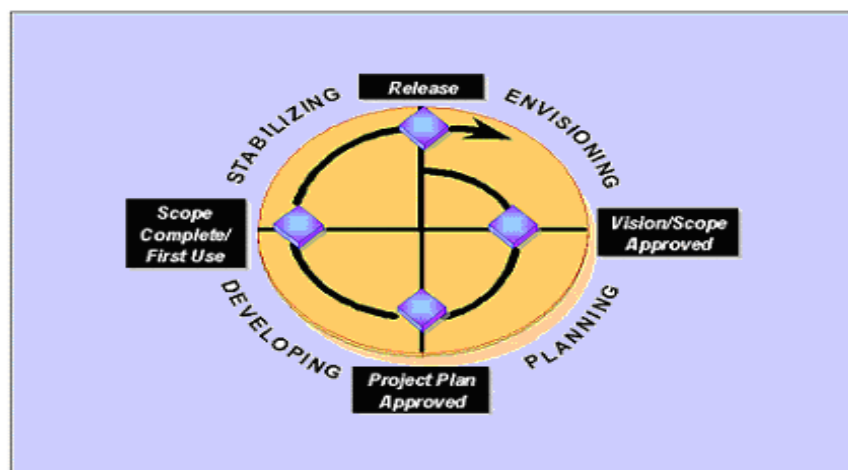 Release
STABILIZING
ENVISIONING
Scope
Complete/
First Use
Vision/Scope
Approved
DEVELOPING
PLANNING
Project Plan
Approved